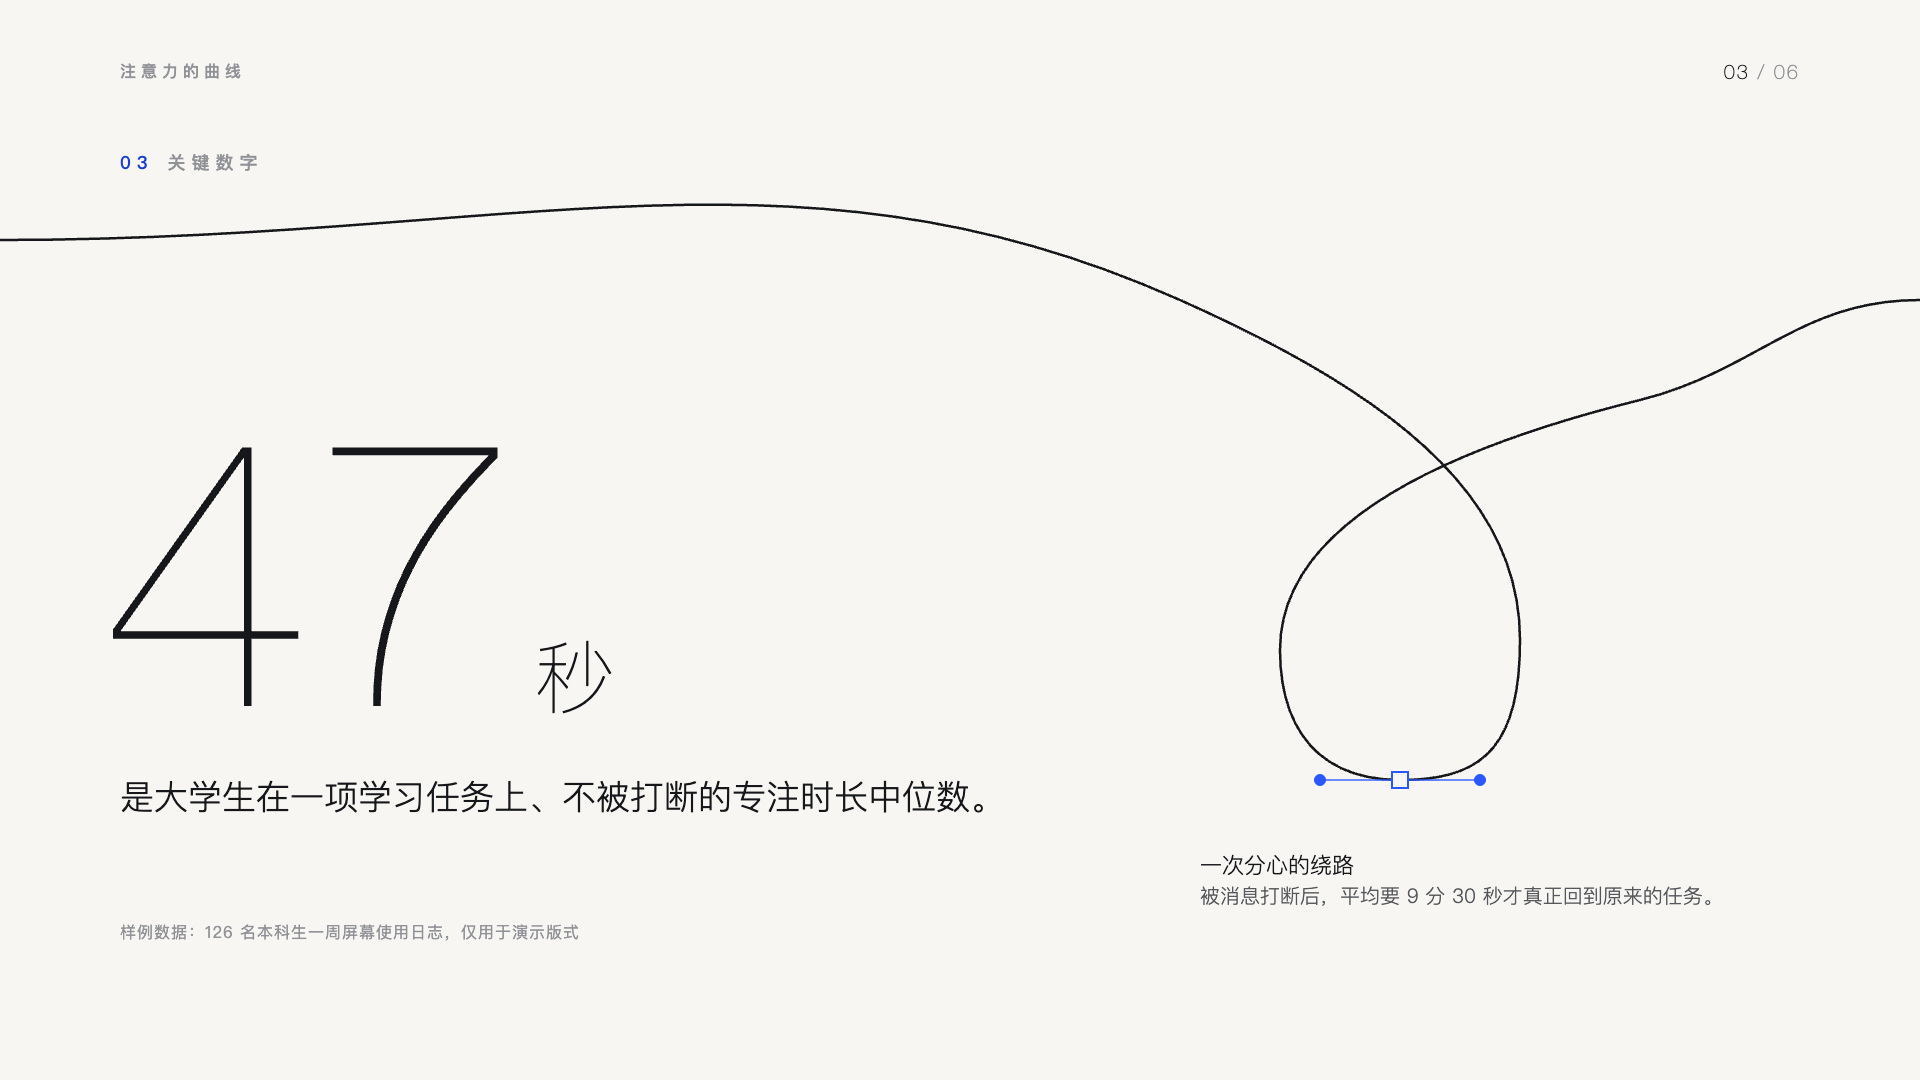 注意力的曲线
03 / 06
03 关键数字
47 秒
是大学生在一项学习任务上、不被打断的专注时长中位数。
一次分心的绕路
被消息打断后，平均要 9 分 30 秒才真正回到原来的任务。
样例数据：126 名本科生一周屏幕使用日志，仅用于演示版式